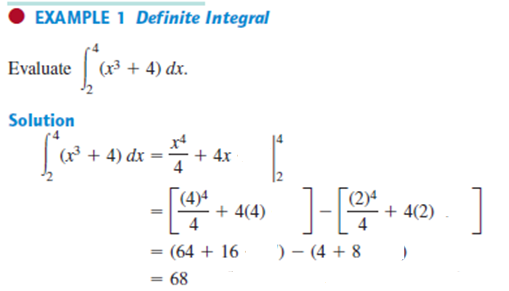 ● EXAMPLE 1 Definite Integral
Evaluate ∫₂⁴ (x³ + 4) dx.
Solution
∫₂⁴ (x³ + 4) dx = x⁴/4 + 4x |₂⁴
= [(4)⁴/4 + 4(4) ] − [(2)⁴/4 + 4(2) ]
= (64 + 16 ) − (4 + 8 )
= 68